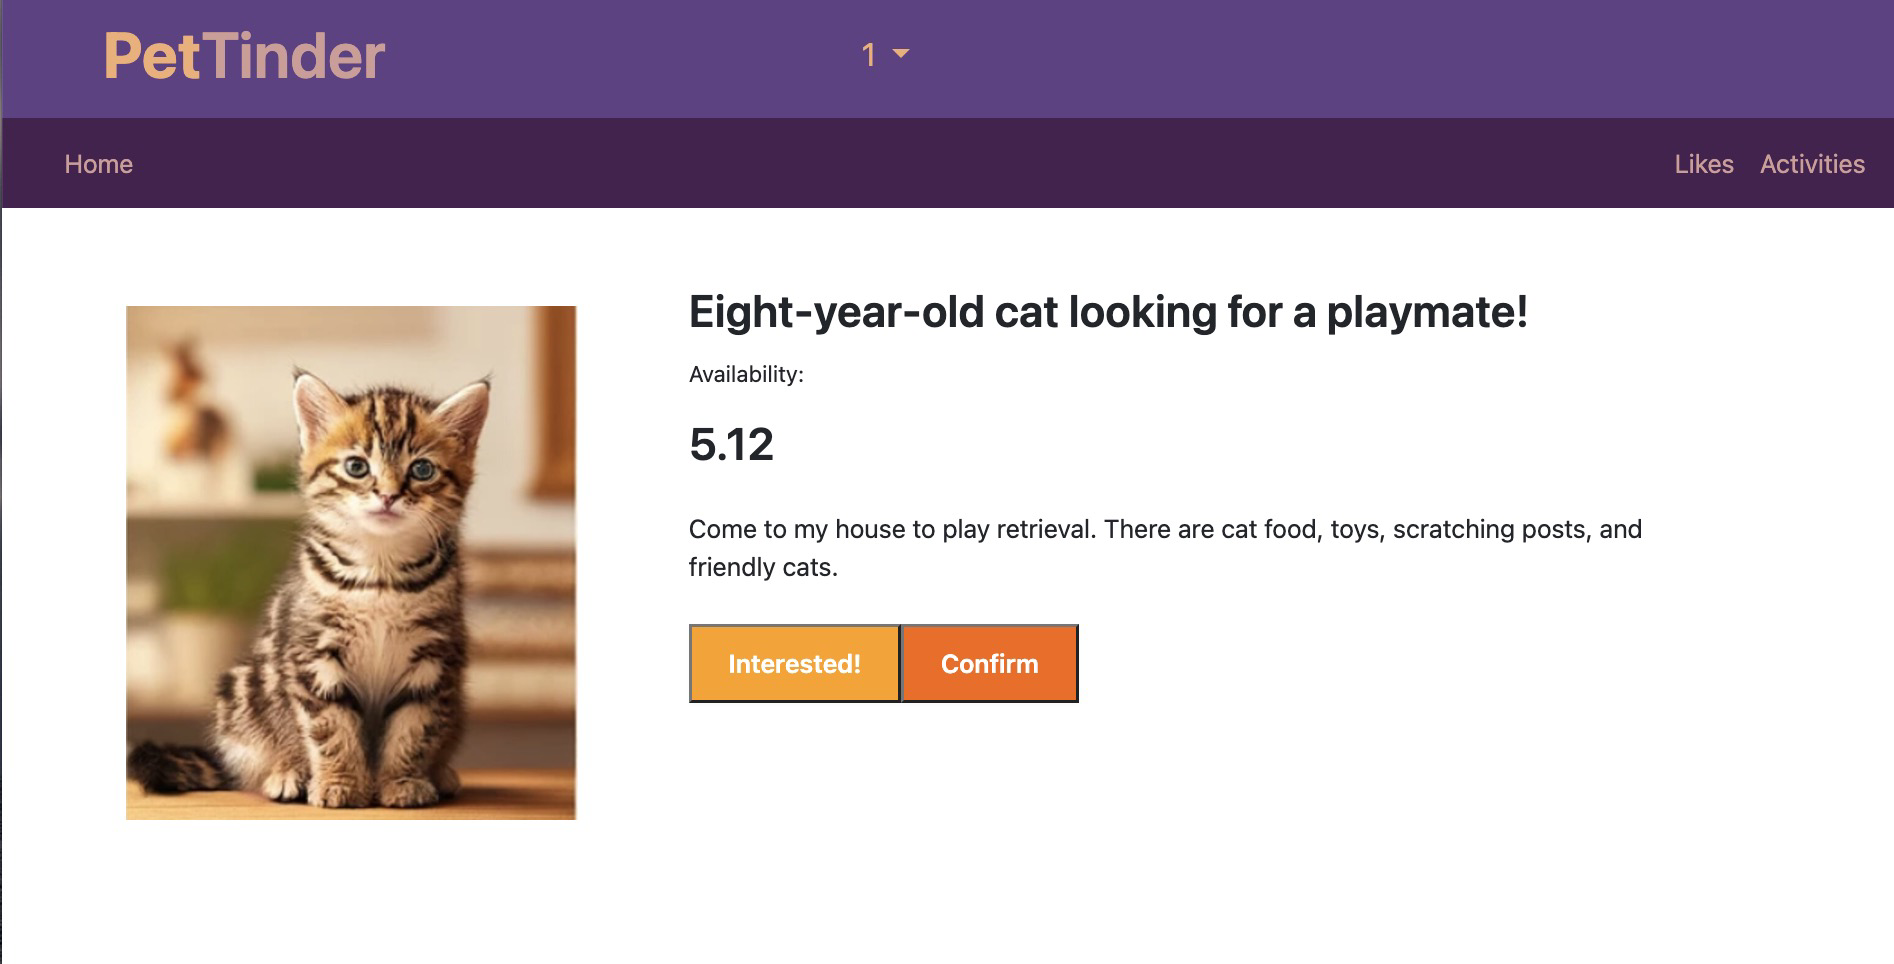 PetTinder
1
Home
Likes
Activities
Eight-year-old cat looking for a playmate!
Availability:
5.12
Come to my house to play retrieval. There are cat food, toys, scratching posts, and
friendly cats.
Interested!
Confirm